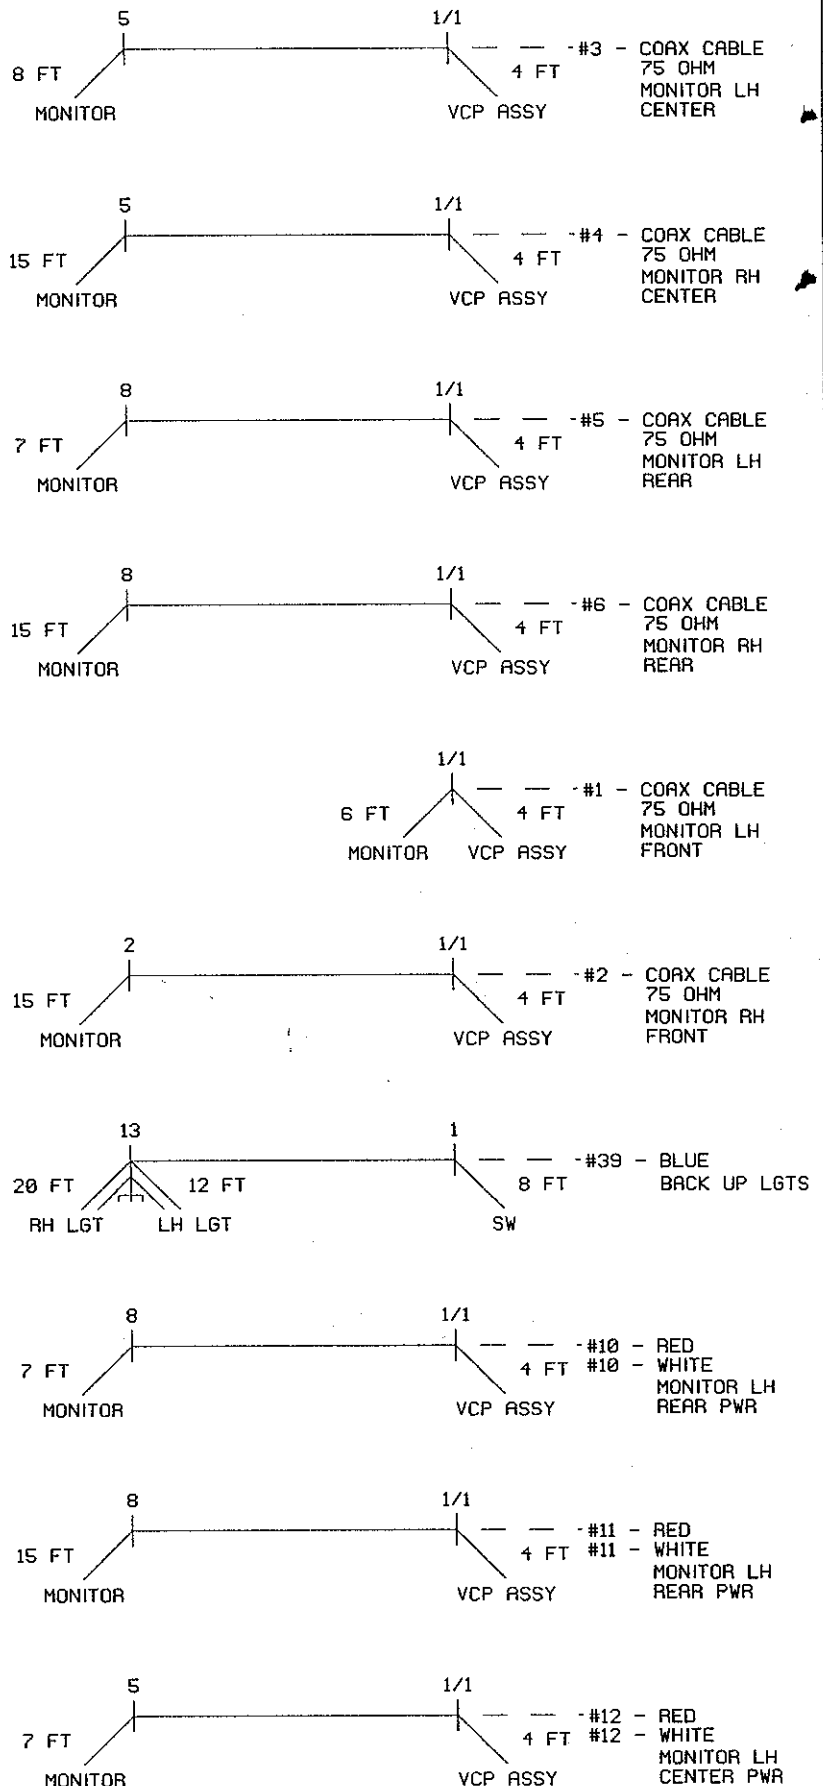 5 1/1
#3 - COAX CABLE
8 FT 4 FT 75 OHM
MONITOR LH
MONITOR VCP ASSY CENTER
5 1/1
#4 - COAX CABLE
15 FT 4 FT 75 OHM
MONITOR RH
MONITOR VCP ASSY CENTER
8 1/1
#5 - COAX CABLE
7 FT 4 FT 75 OHM
MONITOR LH
MONITOR VCP ASSY REAR
8 1/1
#6 - COAX CABLE
15 FT 4 FT 75 OHM
MONITOR RH
MONITOR VCP ASSY REAR
1/1
#1 - COAX CABLE
6 FT 4 FT 75 OHM
MONITOR LH
MONITOR VCP ASSY FRONT
2 1/1
#2 - COAX CABLE
15 FT 4 FT 75 OHM
MONITOR RH
MONITOR VCP ASSY FRONT
13 1
#39 - BLUE
20 FT 12 FT 8 FT BACK UP LGTS
RH LGT LH LGT SW
8 1/1
#10 - RED
7 FT 4 FT #10 - WHITE
MONITOR LH
MONITOR VCP ASSY REAR PWR
8 1/1
#11 - RED
15 FT 4 FT #11 - WHITE
MONITOR LH
MONITOR VCP ASSY REAR PWR
5 1/1
#12 - RED
7 FT 4 FT #12 - WHITE
MONITOR LH
MONITOR VCP ASSY CENTER PWR